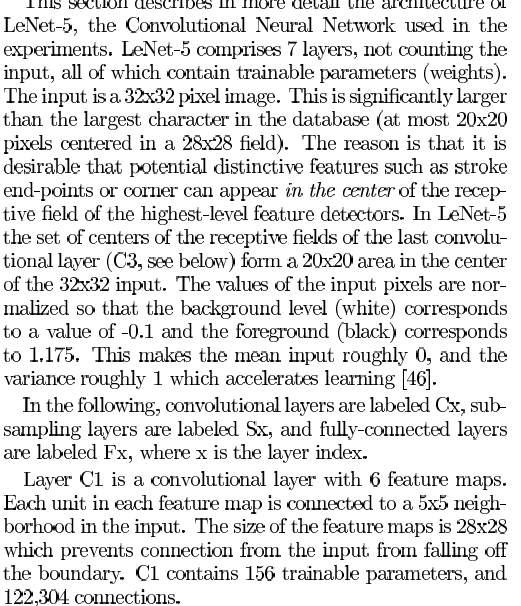 This section describes in more detail the architecture of
LeNet-5, the Convolutional Neural Network used in the
experiments. LeNet-5 comprises 7 layers, not counting the
input, all of which contain trainable parameters (weights).
The input is a 32x32 pixel image. This is significantly larger
than the largest character in the database (at most 20x20
pixels centered in a 28x28 field). The reason is that it is
desirable that potential distinctive features such as stroke
end-points or corner can appear in the center of the recep-
tive field of the highest-level feature detectors. In LeNet-5
the set of centers of the receptive fields of the last convolu-
tional layer (C3, see below) form a 20x20 area in the center
of the 32x32 input. The values of the input pixels are nor-
malized so that the background level (white) corresponds
to a value of -0.1 and the foreground (black) corresponds
to 1.175. This makes the mean input roughly 0, and the
variance roughly 1 which accelerates learning [46].
In the following, convolutional layers are labeled Cx, sub-
sampling layers are labeled Sx, and fully-connected layers
are labeled Fx, where x is the layer index.
Layer C1 is a convolutional layer with 6 feature maps.
Each unit in each feature map is connected to a 5x5 neigh-
borhood in the input. The size of the feature maps is 28x28
which prevents connection from the input from falling off
the boundary. C1 contains 156 trainable parameters, and
122,304 connections.